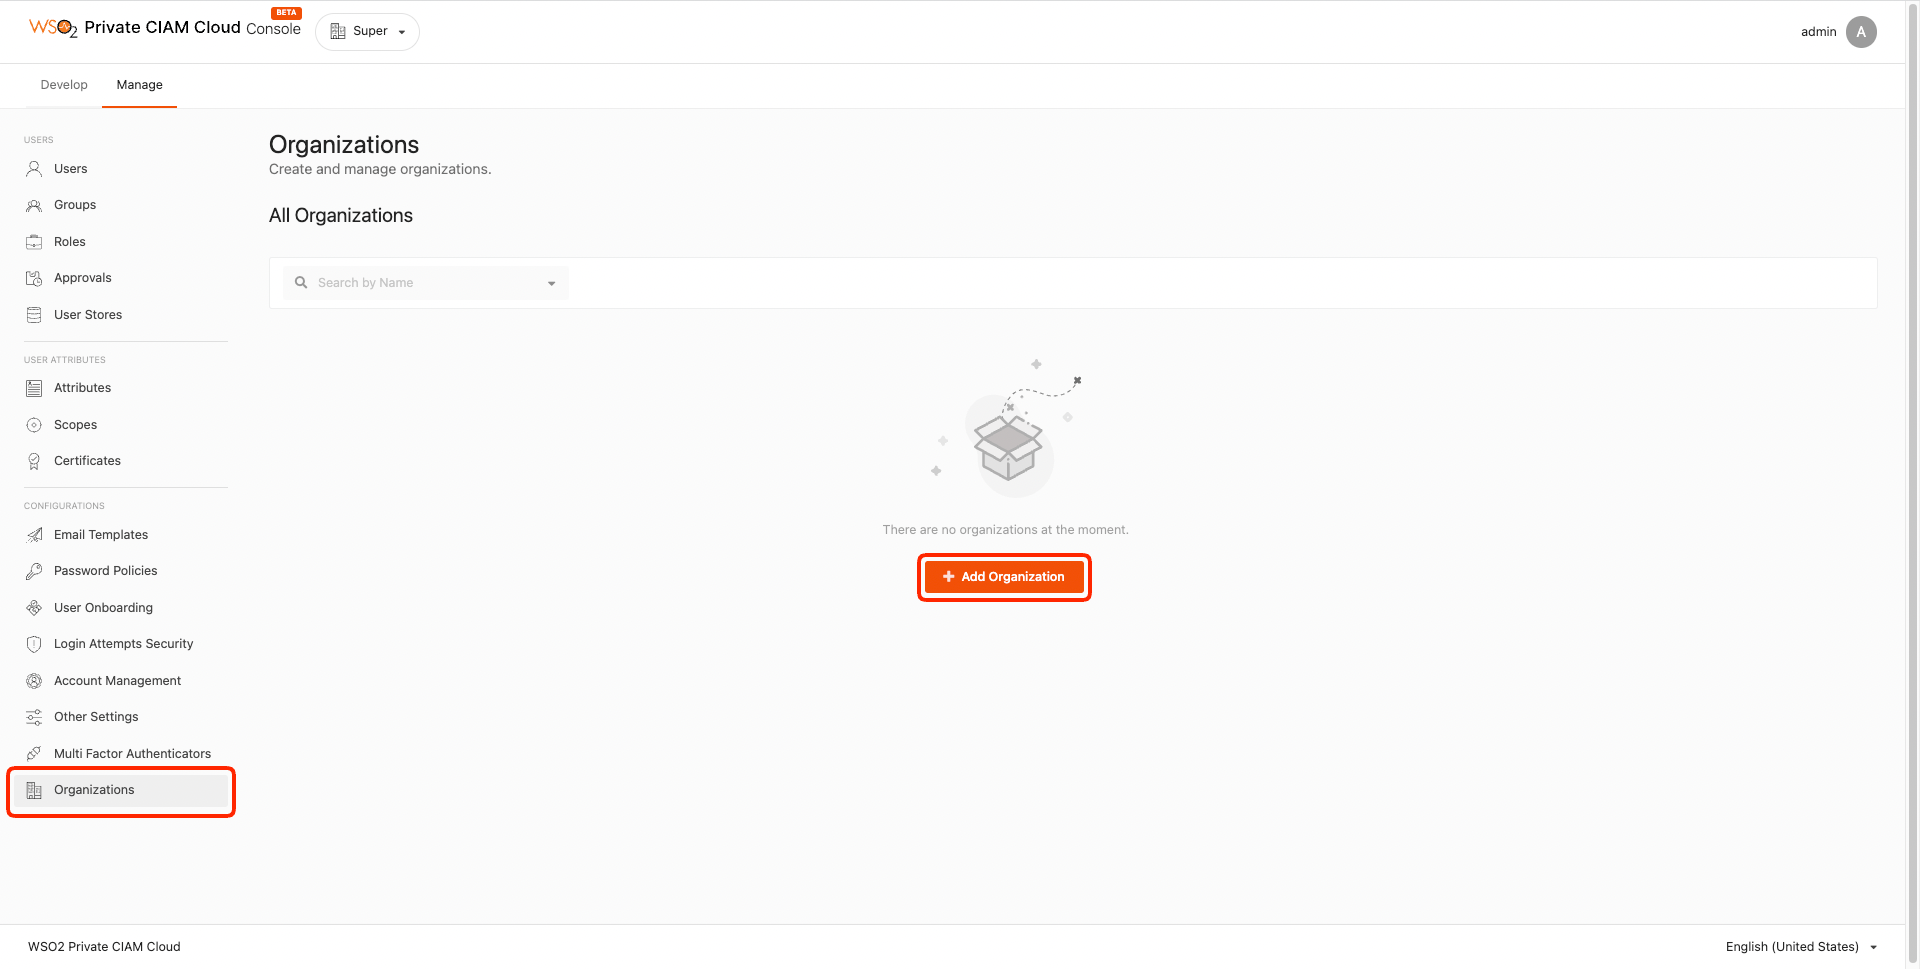 BETA
WSO2 Private CIAM Cloud Console
Super
admin
A
Develop
Manage
USERS
Users
Groups
Roles
Approvals
User Stores
USER ATTRIBUTES
Attributes
Scopes
Certificates
CONFIGURATIONS
Email Templates
Password Policies
User Onboarding
Login Attempts Security
Account Management
Other Settings
Multi Factor Authenticators
Organizations
Organizations
Create and manage organizations.
All Organizations
Search by Name
There are no organizations at the moment.
Add Organization
WSO2 Private CIAM Cloud
English (United States)